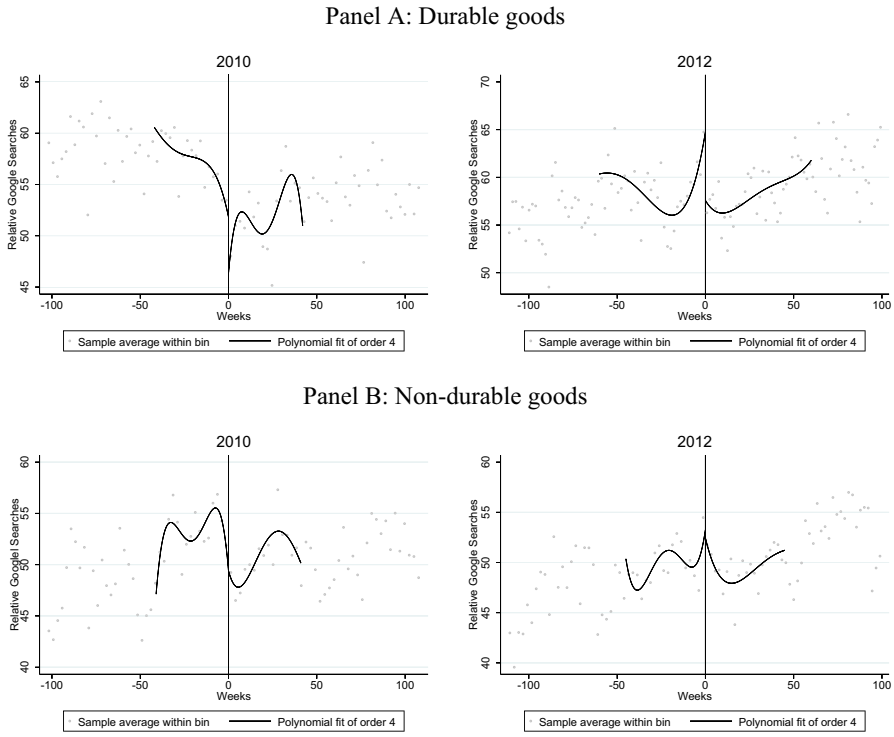 Panel A: Durable goods
2010
Relative Google Searches
65
60
55
50
45
-100 -50 0 50 100
Weeks
Sample average within bin Polynomial fit of order 4
2012
Relative Google Searches
70
65
60
55
50
-100 -50 0 50 100
Weeks
Sample average within bin Polynomial fit of order 4
Panel B: Non-durable goods
2010
Relative Googlel Searches
60
55
50
45
40
-100 -50 0 50 100
Weeks
Sample average within bin Polynomial fit of order 4
2012
Relative Google Searches
60
55
50
45
40
-100 -50 0 50 100
Weeks
Sample average within bin Polynomial fit of order 4